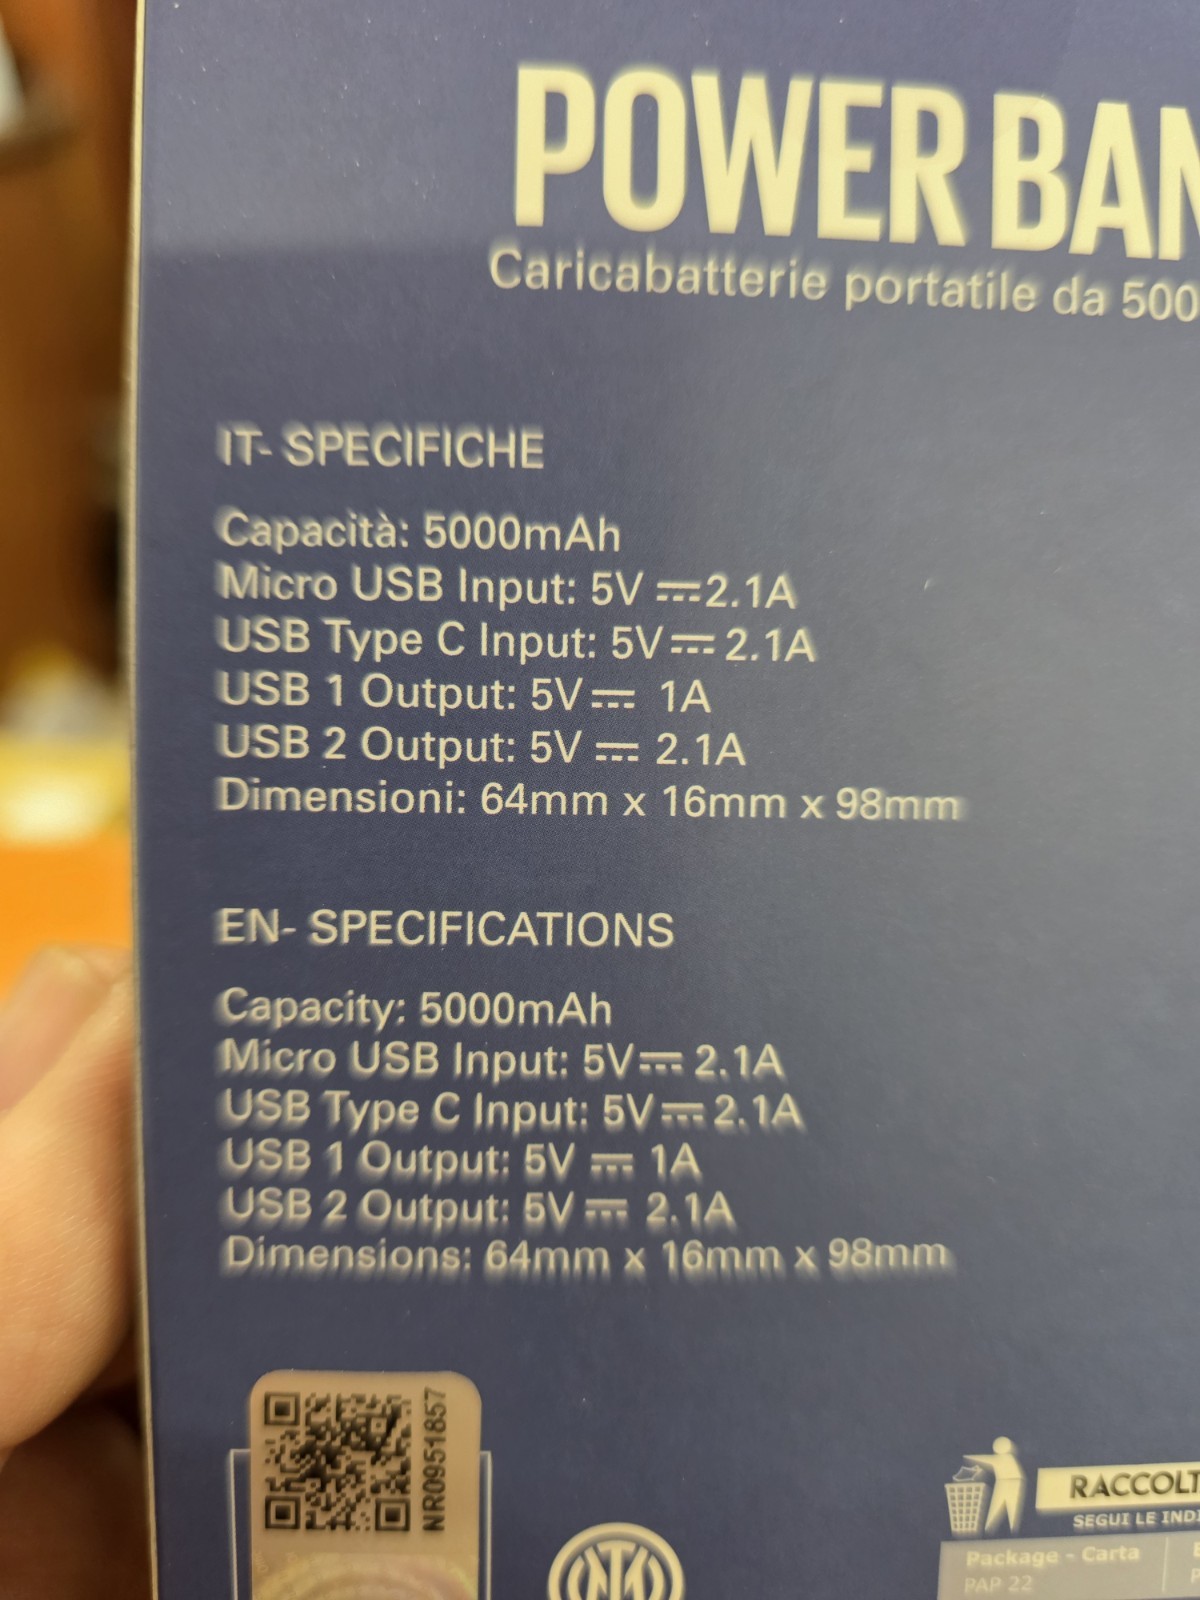 POWER BAN
Caricabatterie portatile da 500
IT- SPECIFICHE
Capacità: 5000mAh
Micro USB Input: 5V ⎓2.1A
USB Type C Input: 5V⎓2.1A
USB 1 Output: 5V⎓ 1A
USB 2 Output: 5V ⎓ 2.1A
Dimensioni: 64mm x 16mm x 98mm
EN- SPECIFICATIONS
Capacity: 5000mAh
Micro USB Input: 5V⎓ 2.1A
USB Type C Input: 5V⎓2.1A
USB 1 Output: 5V ⎓ 1A
USB 2 Output: 5V ⎓ 2.1A
Dimensions: 64mm x 16mm x 98mm
NR0951857
RACCOLT
SEGUI LE INDI
Package - Carta
PAP 22